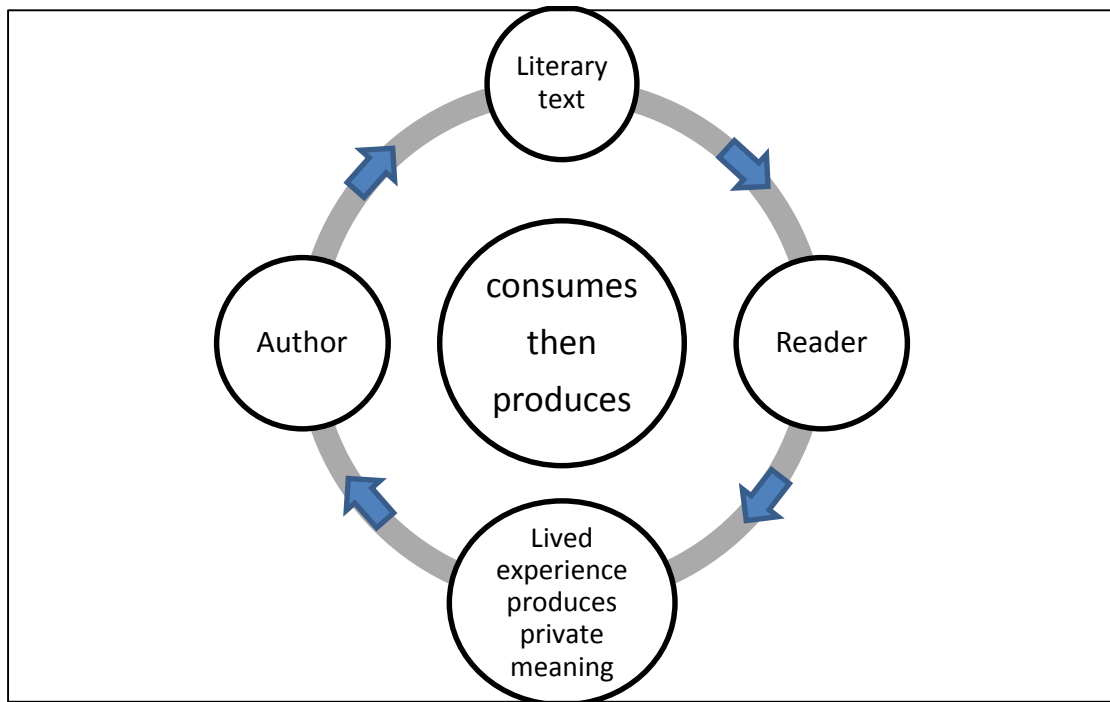 Literary
text
Author
consumes
then
produces
Reader
Lived
experience
produces
private
meaning